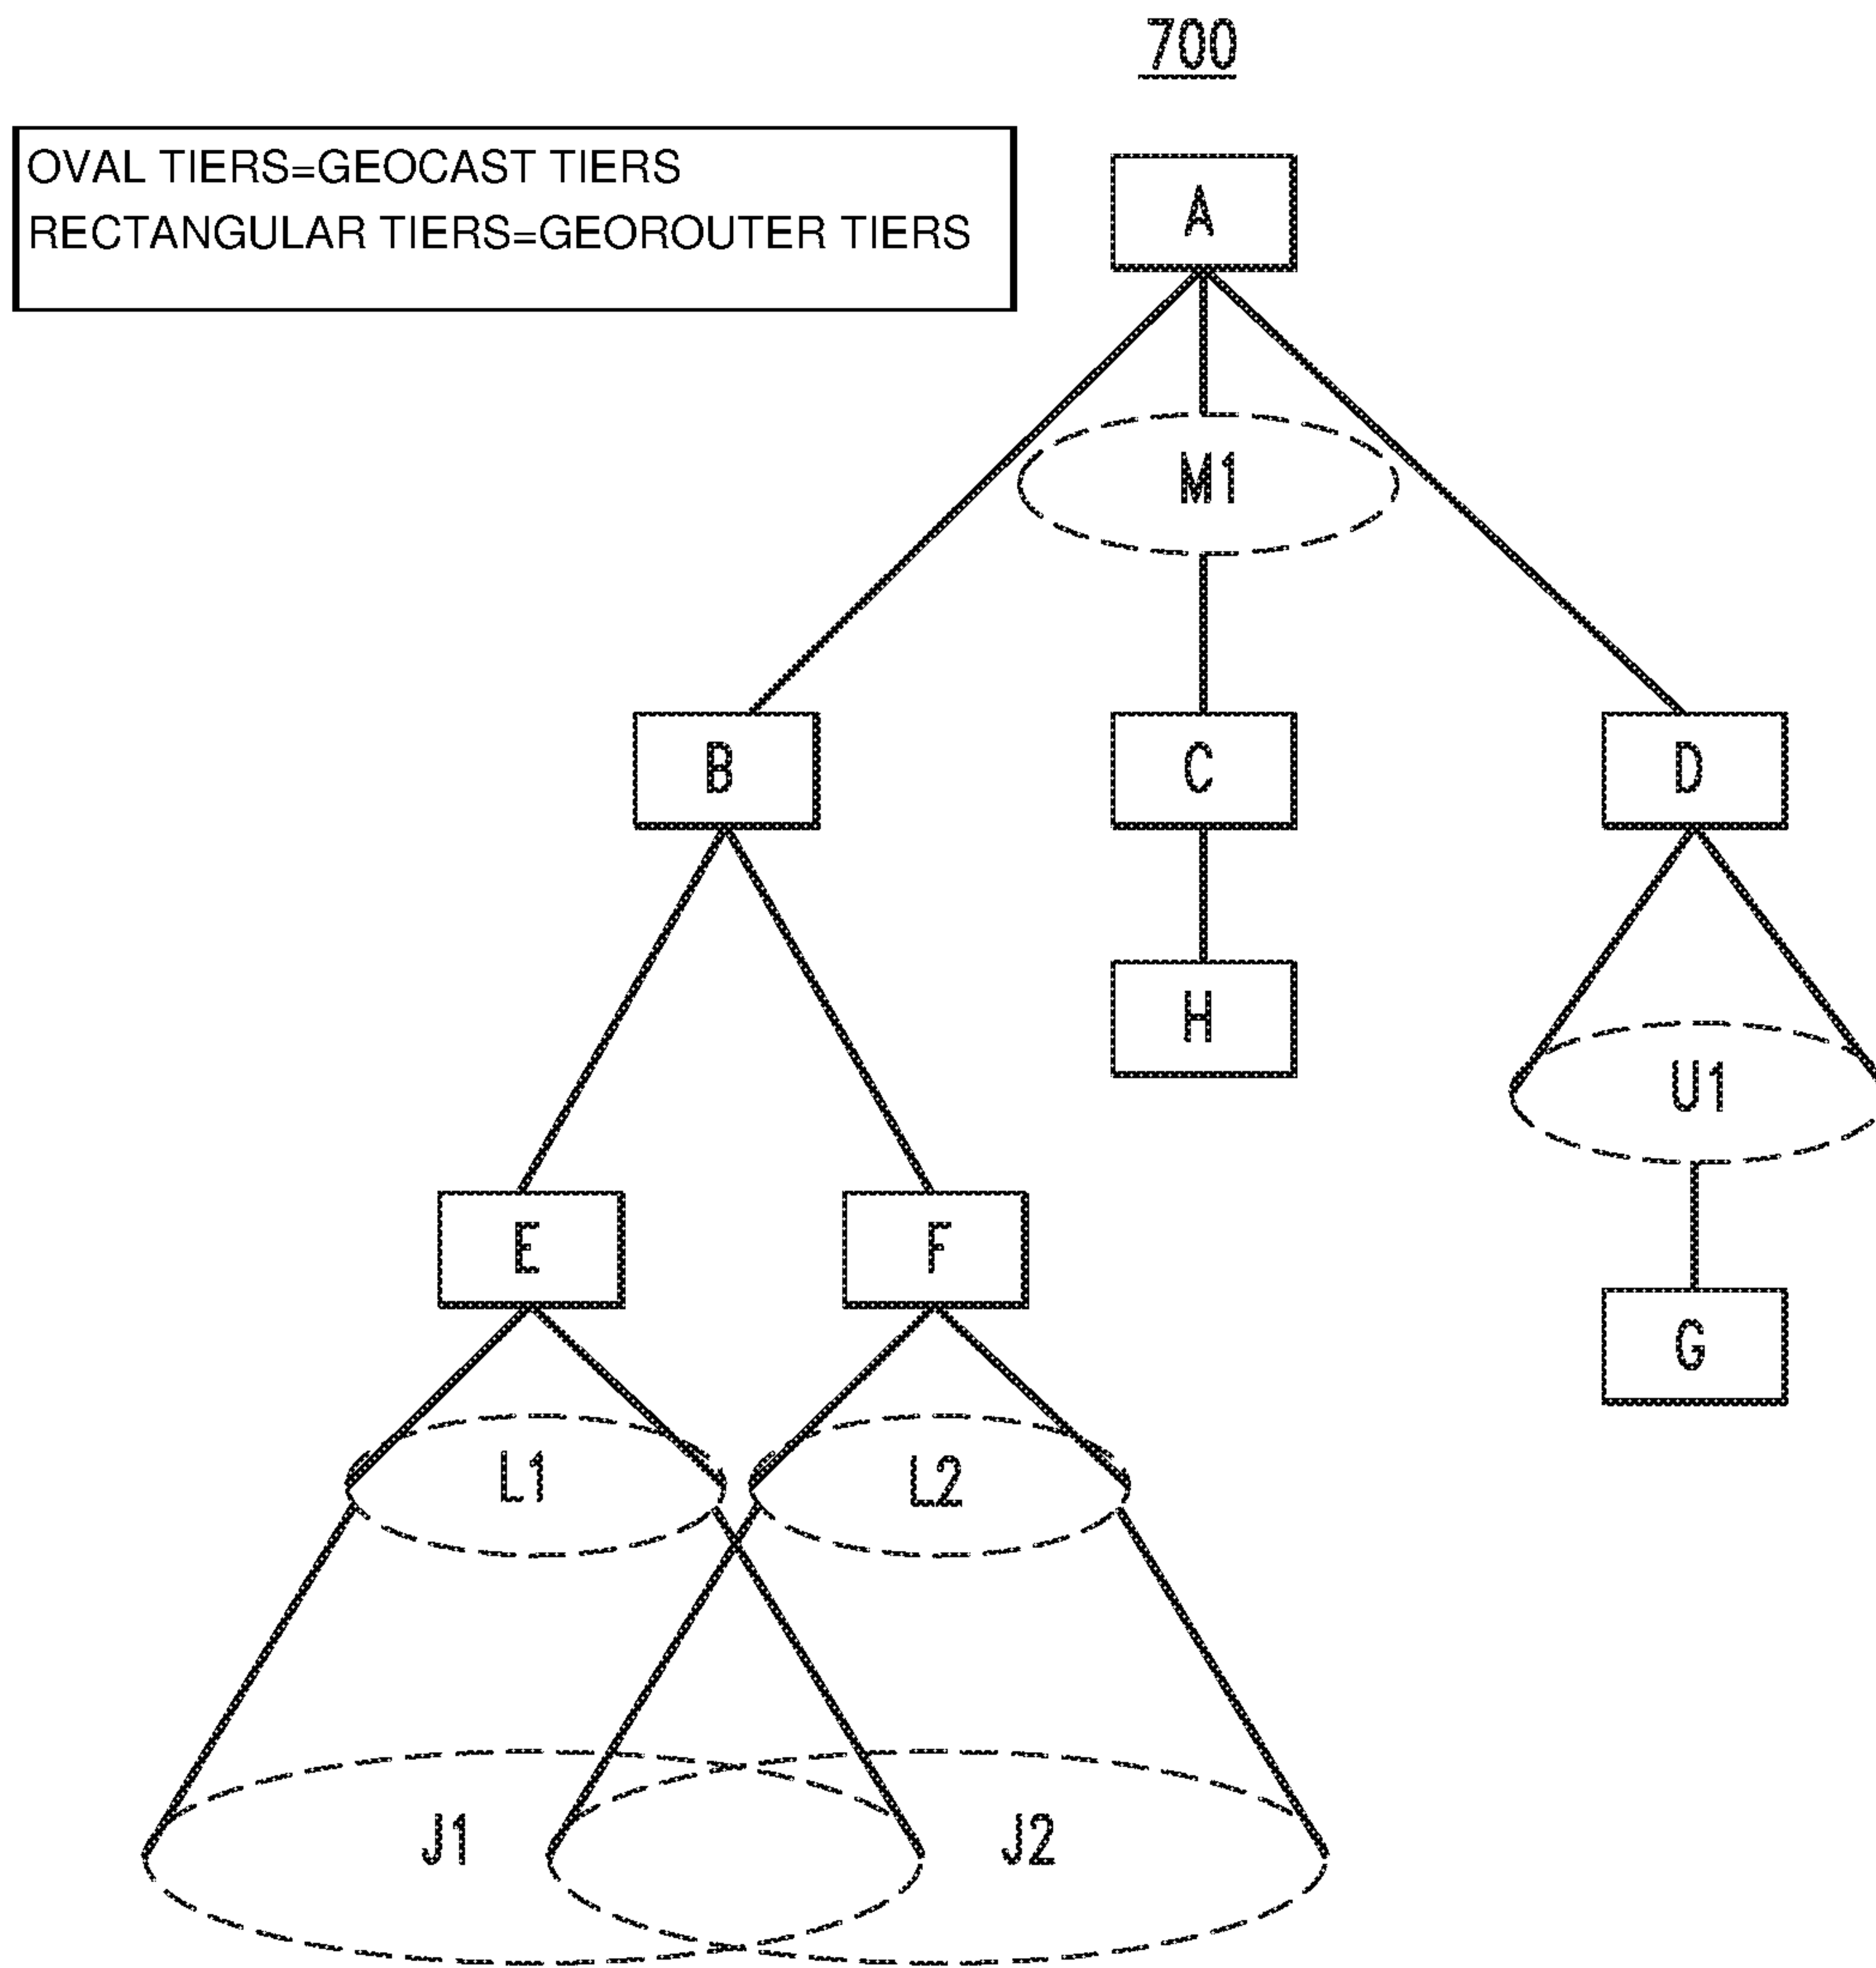 700
OVAL TIERS=GEOCAST TIERS
RECTANGULAR TIERS=GEOROUTER TIERS
A
M1
B
C
D
H
U1
E
F
G
L1
L2
J1
J2